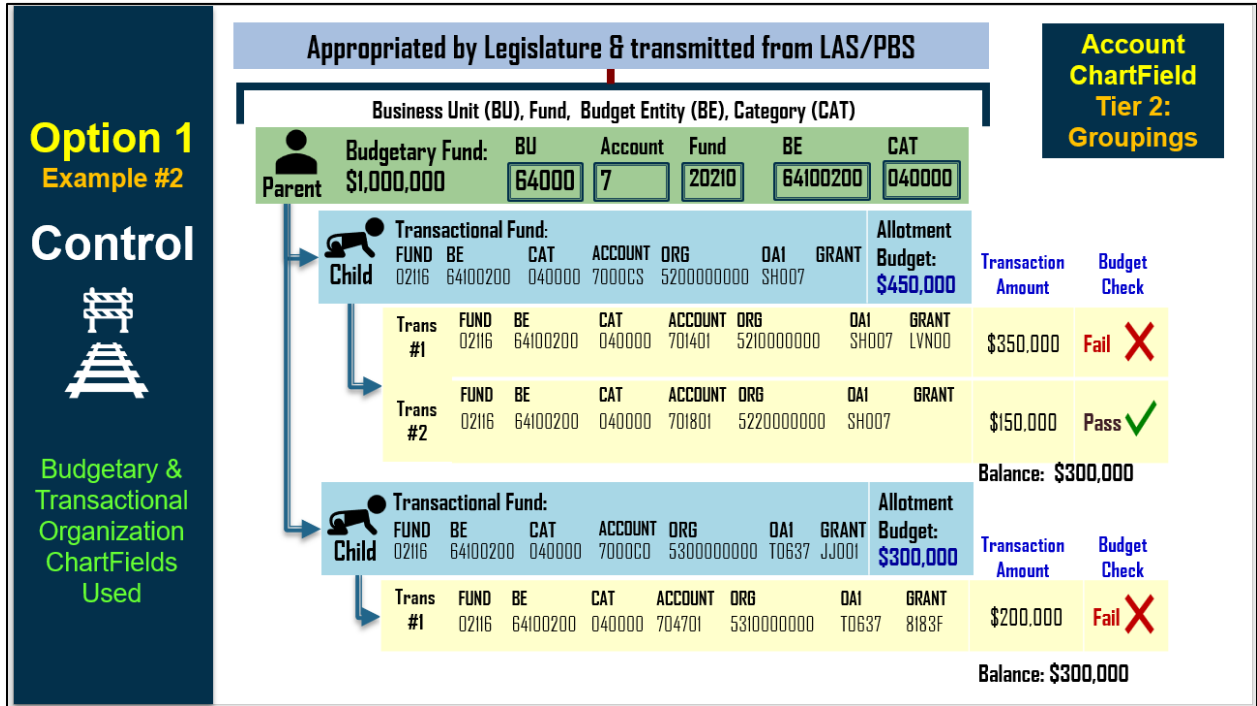 Appropriated by Legislature & transmitted from LAS/PBS
Account
ChartField
Tier 2:
Groupings
Option 1
Example #2
Control
Budgetary &
Transactional
Organization
ChartFields
Used
Business Unit (BU), Fund, Budget Entity (BE), Category (CAT)
Parent
Budgetary Fund: BU Account Fund BE CAT
$1,000,000 64000 7 20210 64100200 040000
Child
Transactional Fund:
FUND BE CAT ACCOUNT ORG OA1 GRANT
02116 64100200 040000 7000CS 5200000000 SH007
Allotment
Budget:
$450,000
Transaction
Amount
Budget
Check
Trans
#1
FUND BE CAT ACCOUNT ORG OA1 GRANT
02116 64100200 040000 701401 5210000000 SH007 LVN00
$350,000 Fail
Trans
#2
FUND BE CAT ACCOUNT ORG OA1 GRANT
02116 64100200 040000 701801 5220000000 SH007
$150,000 Pass
Balance: $300,000
Child
Transactional Fund:
FUND BE CAT ACCOUNT ORG OA1 GRANT
02116 64100200 040000 7000CO 5300000000 T0637 JJ001
Allotment
Budget:
$300,000
Transaction
Amount
Budget
Check
Trans
#1
FUND BE CAT ACCOUNT ORG OA1 GRANT
02116 64100200 040000 704701 5310000000 T0637 8183F
$200,000 Fail
Balance: $300,000